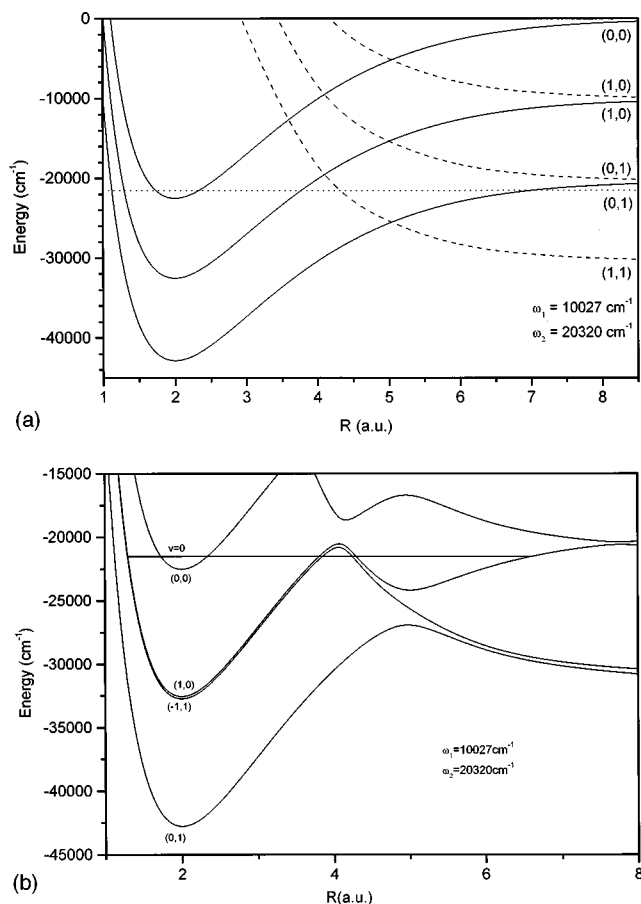 0
-10000
-20000
-30000
-40000
Energy (cm⁻¹)
(0,0)
(1,0)
(1,0)
(0,1)
(0,1)
(1,1)
ω₁ = 10027 cm⁻¹
ω₂ = 20320 cm⁻¹
1 2 3 4 5 6 7 8
R (a.u.)
(a)
-15000
-20000
-25000
-30000
-35000
-40000
-45000
Energy (cm⁻¹)
v=0
(0,0)
(1,0)
(-1,1)
(0,1)
ω₁=10027cm⁻¹
ω₂=20320cm⁻¹
2 4 6 8
R(a.u.)
(b)